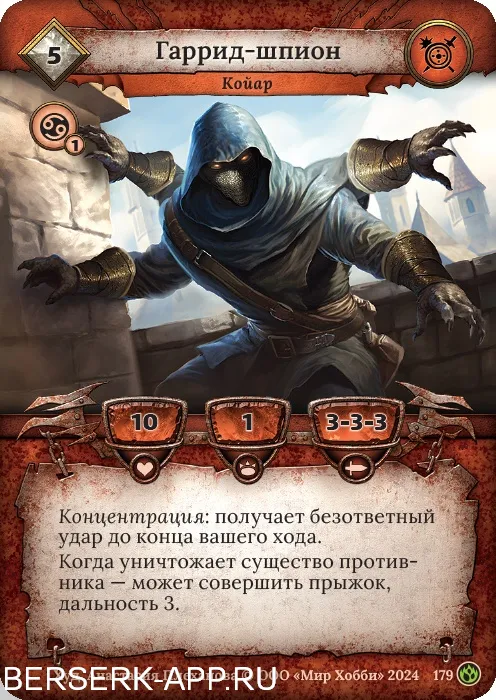 5
Гаррид-шпион
Койар
1
10
1
3-3-3
Концентрация: получает безответный
удар до конца вашего хода.
Когда уничтожает существо против-
ника — может совершить прыжок,
дальность 3.
ООО «Мир Хобби» 2024 179
BERSERK-APP.RU